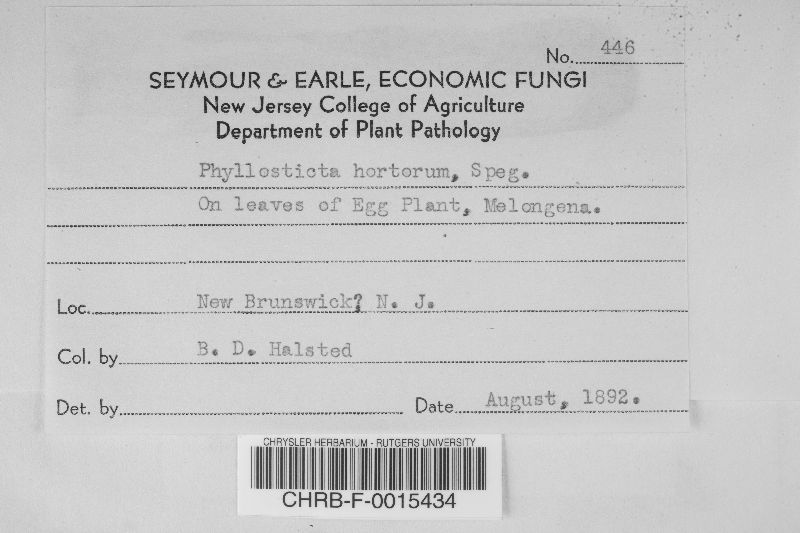 No. 446
SEYMOUR & EARLE, ECONOMIC FUNGI
New Jersey College of Agriculture
Department of Plant Pathology
Phyllosticta hortorum, Speg.
On leaves of Egg Plant, Melongena.
Loc. New Brunswick? N. J.
Col. by B. D. Halsted
Det. by Date August, 1892.
CHRYSLER HERBARIUM - RUTGERS UNIVERSITY
CHRB-F-0015434